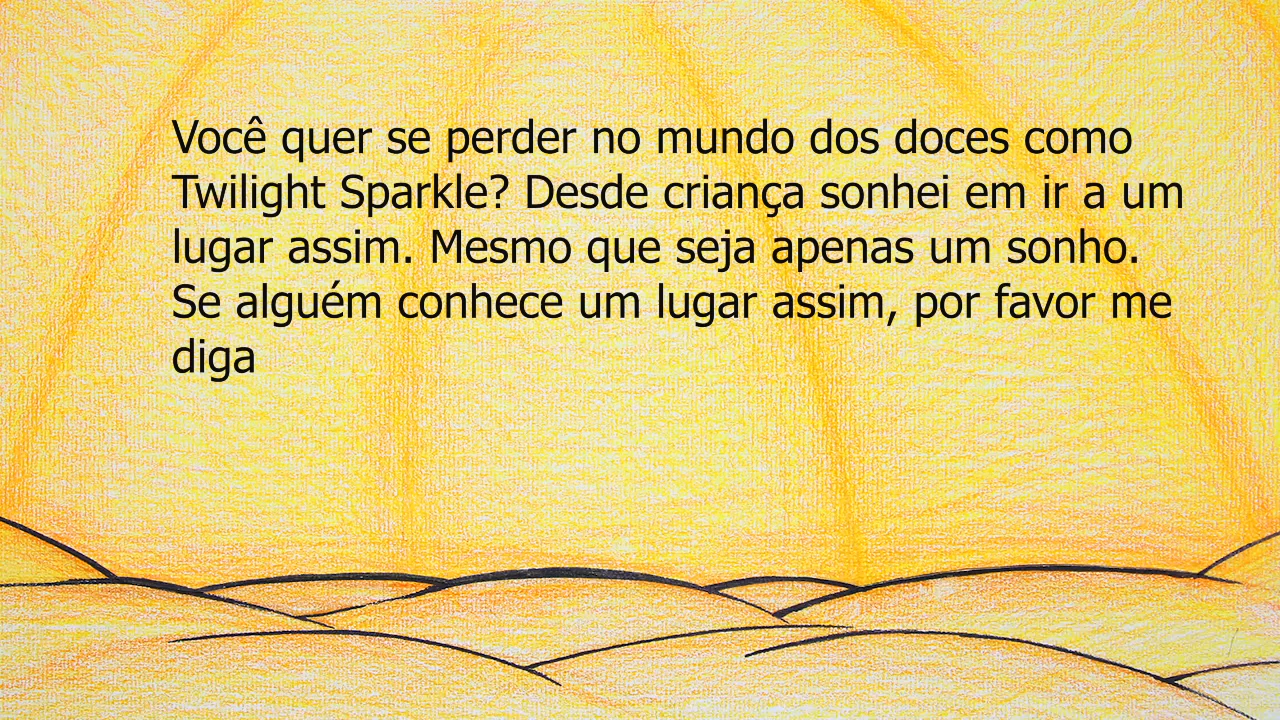 Você quer se perder no mundo dos doces como
Twilight Sparkle? Desde criança sonhei em ir a um
lugar assim. Mesmo que seja apenas um sonho.
Se alguém conhece um lugar assim, por favor me
diga